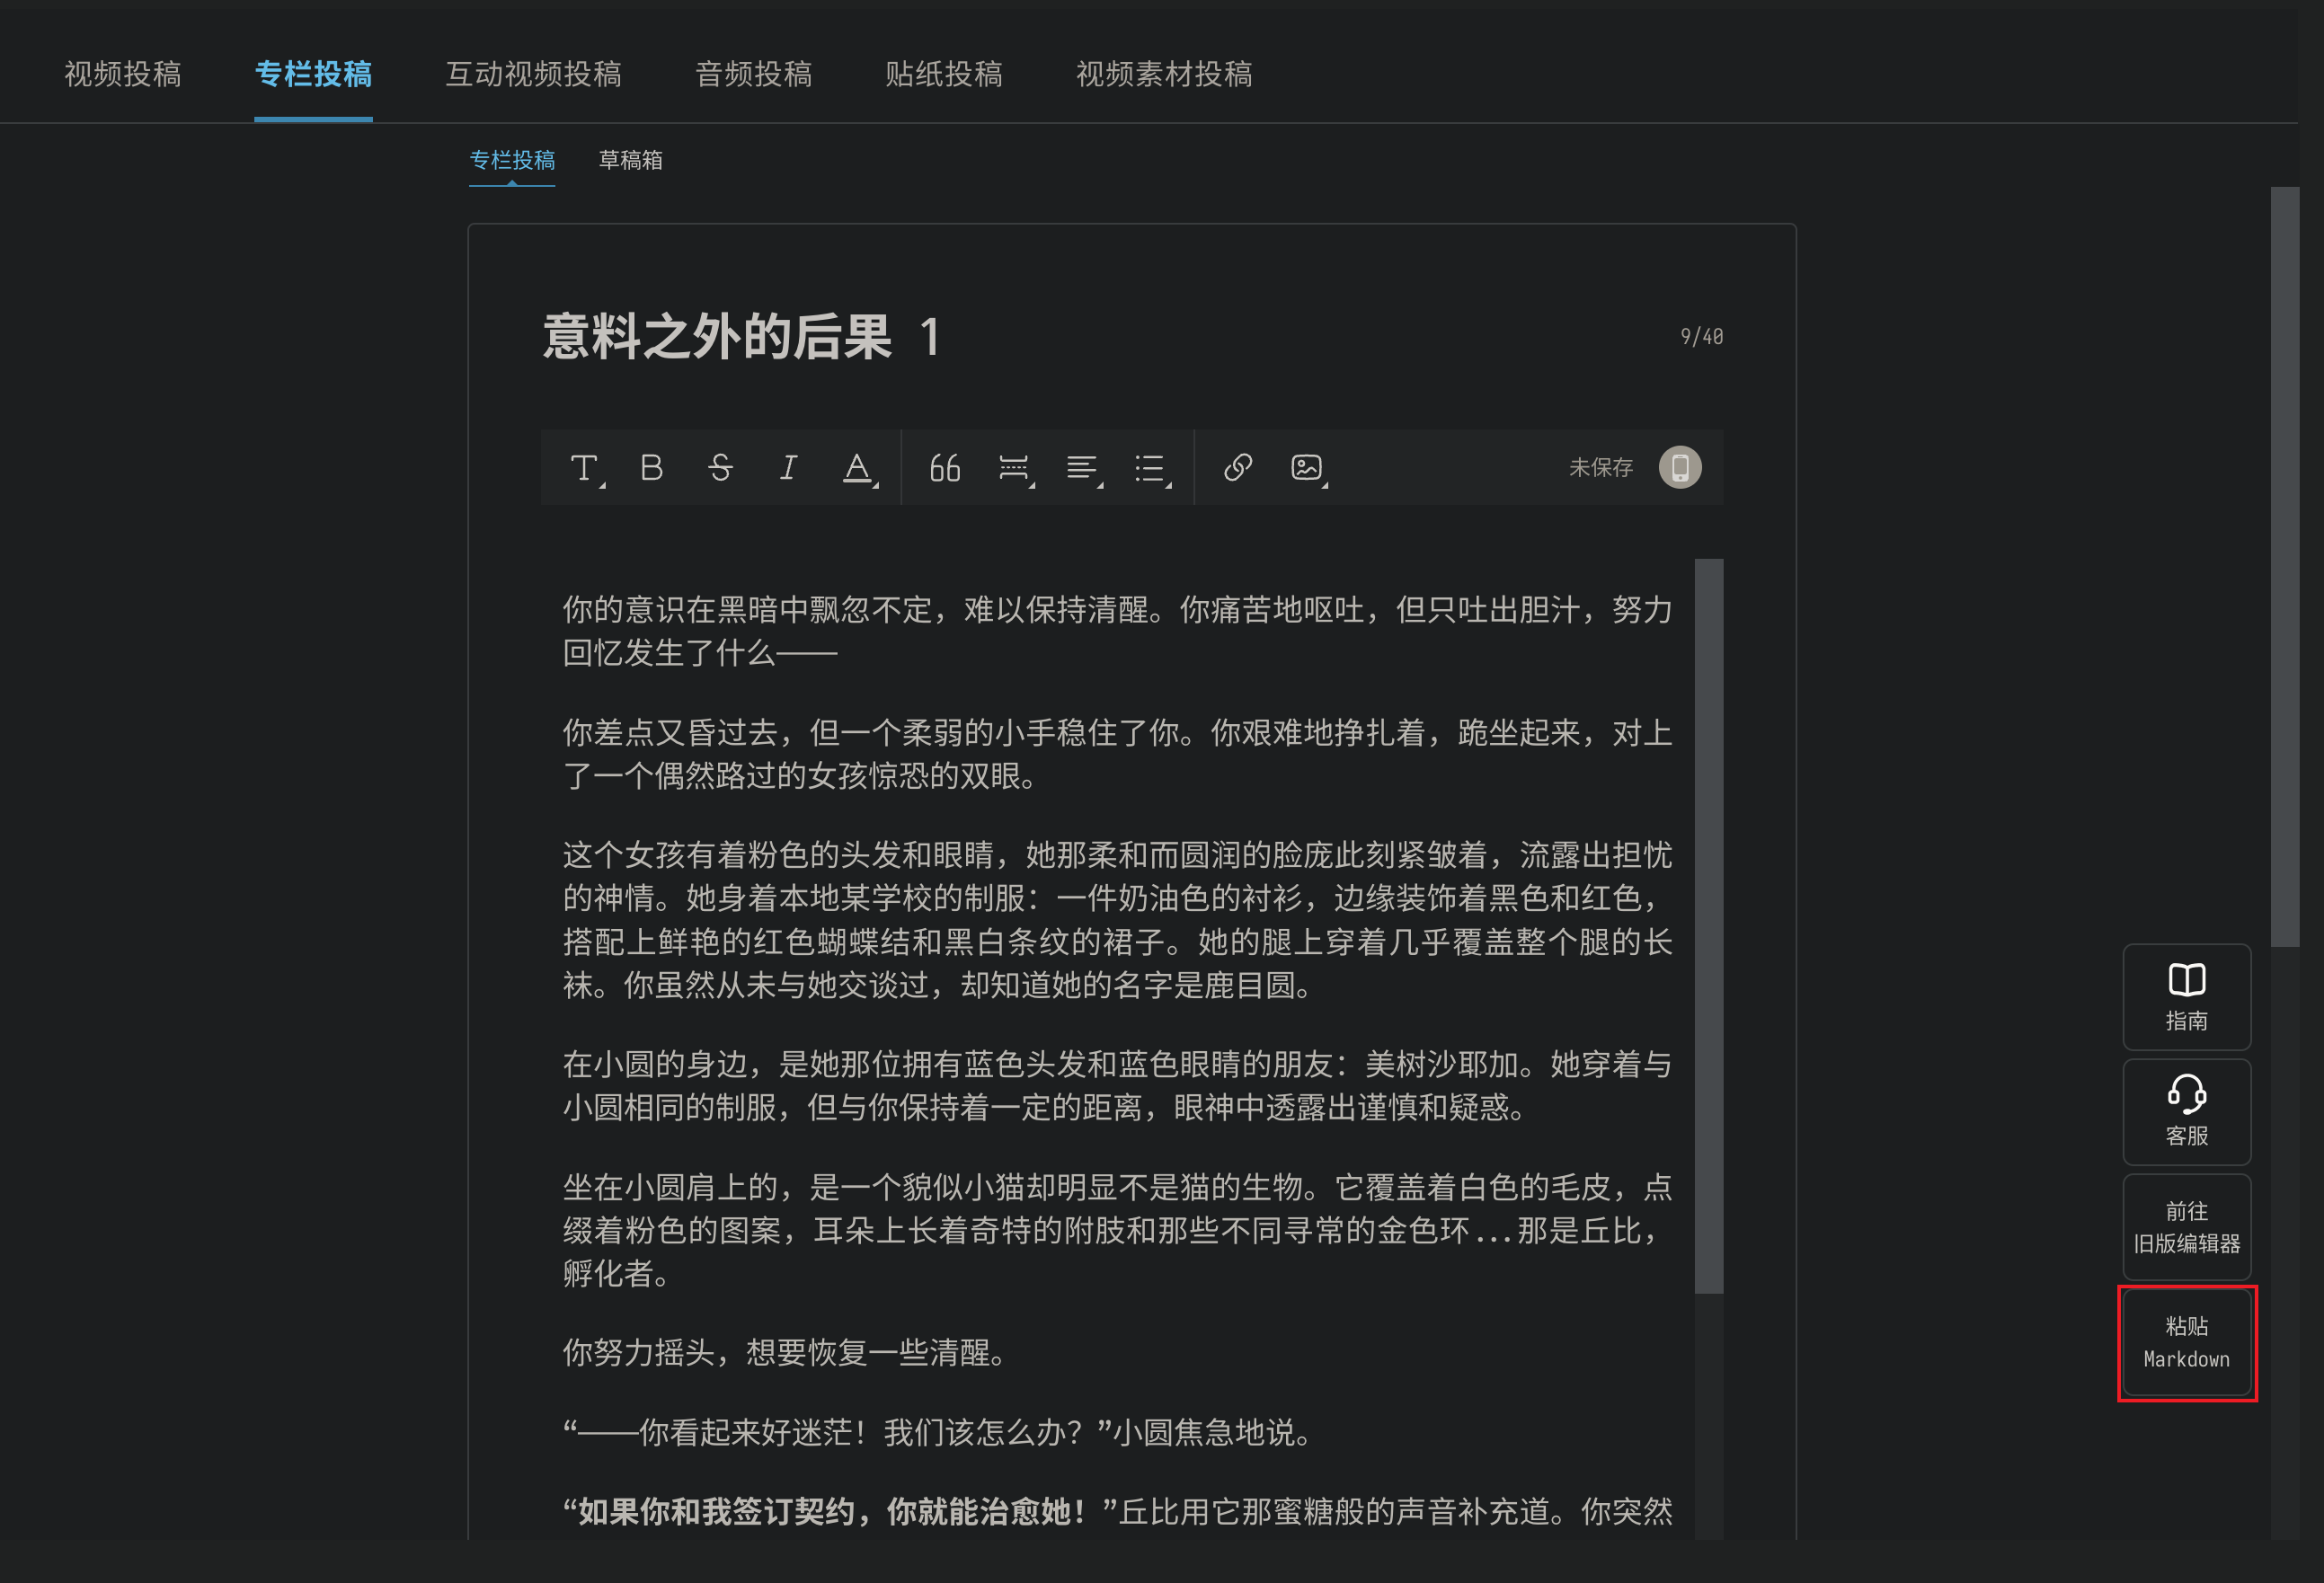 视频投稿 专栏投稿 互动视频投稿 音频投稿 贴纸投稿 视频素材投稿
专栏投稿 草稿箱
意料之外的后果 1
9/40
未保存
你的意识在黑暗中飘忽不定，难以保持清醒。你痛苦地呕吐，但只吐出胆汁，努力
回忆发生了什么——
你差点又昏过去，但一个柔弱的小手稳住了你。你艰难地挣扎着，跪坐起来，对上
了一个偶然路过的女孩惊恐的双眼。
这个女孩有着粉色的头发和眼睛，她那柔和而圆润的脸庞此刻紧皱着，流露出担忧
的神情。她身着本地某学校的制服：一件奶油色的衬衫，边缘装饰着黑色和红色，
搭配上鲜艳的红色蝴蝶结和黑白条纹的裙子。她的腿上穿着几乎覆盖整个腿的长
袜。你虽然从未与她交谈过，却知道她的名字是鹿目圆。
在小圆的身边，是她那位拥有蓝色头发和蓝色眼睛的朋友：美树沙耶加。她穿着与
小圆相同的制服，但与你保持着一定的距离，眼神中透露出谨慎和疑惑。
坐在小圆肩上的，是一个貌似小猫却明显不是猫的生物。它覆盖着白色的毛皮，点
缀着粉色的图案，耳朵上长着奇特的附肢和那些不同寻常的金色环...那是丘比，
孵化者。
你努力摇头，想要恢复一些清醒。
“——你看起来好迷茫！我们该怎么办？”小圆焦急地说。
“如果你和我签订契约，你就能治愈她！”丘比用它那蜜糖般的声音补充道。你突然
指南
客服
前往
旧版编辑器
粘贴
Markdown